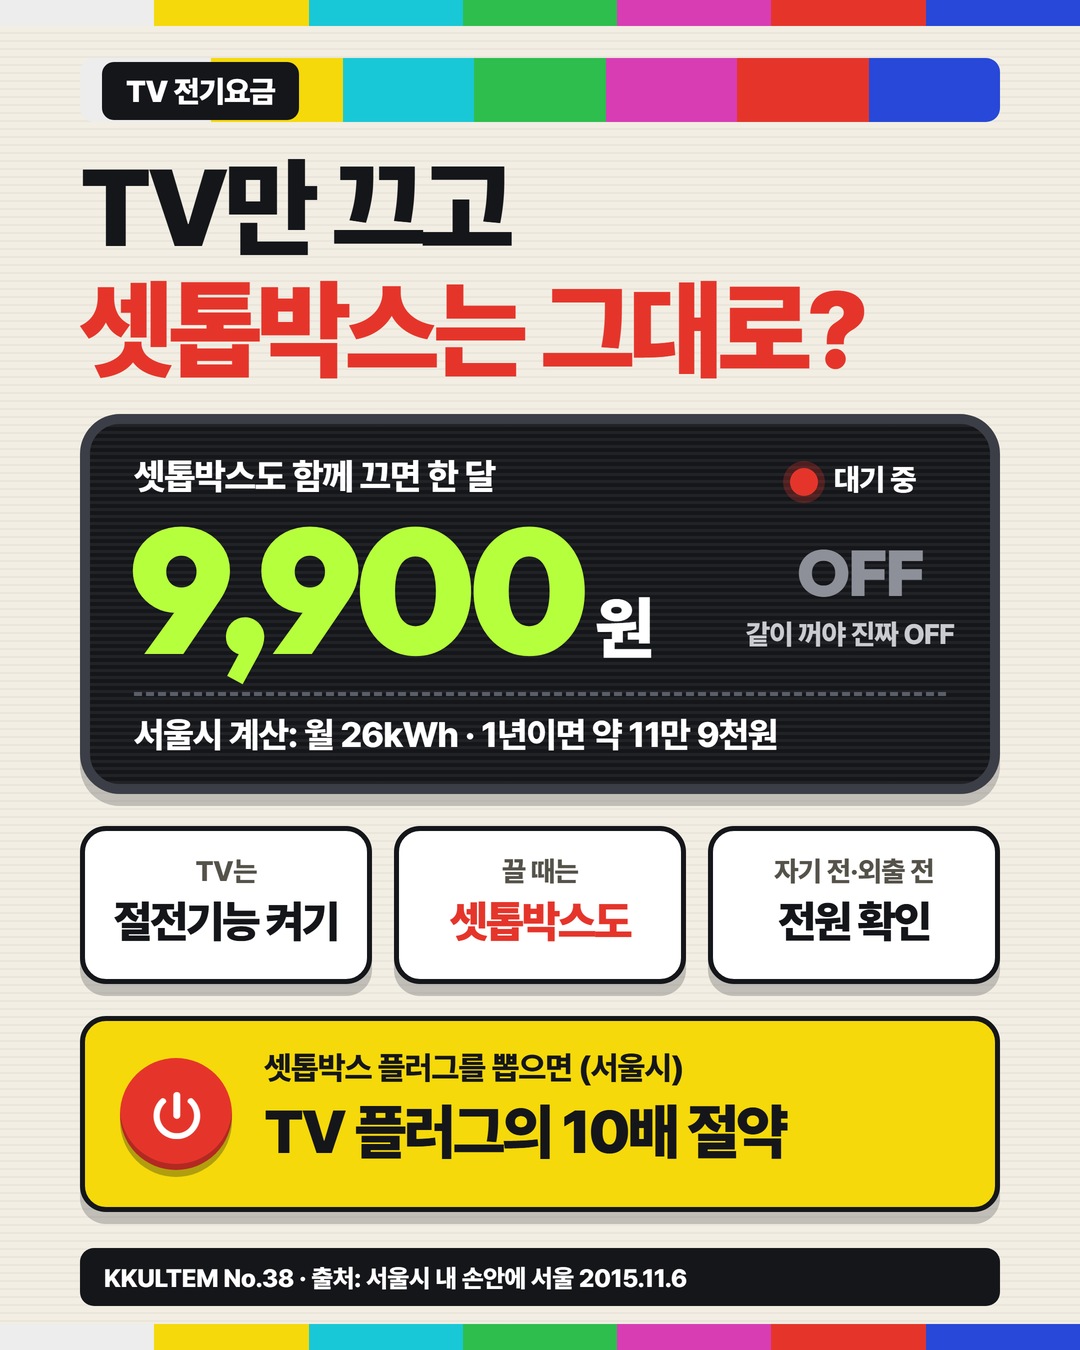 TV 전기요금
TV만 끄고
셋톱박스는 그대로?
셋톱박스도 함께 끄면 한 달
대기 중
9,900원
OFF
같이 꺼야 진짜 OFF
서울시 계산: 월 26kWh · 1년이면 약 11만 9천원
TV는
절전기능 켜기
끌 때는
셋톱박스도
자기 전·외출 전
전원 확인
셋톱박스 플러그를 뽑으면 (서울시)
TV 플러그의 10배 절약
KKULTEM No.38 · 출처: 서울시 내 손안에 서울 2015.11.6